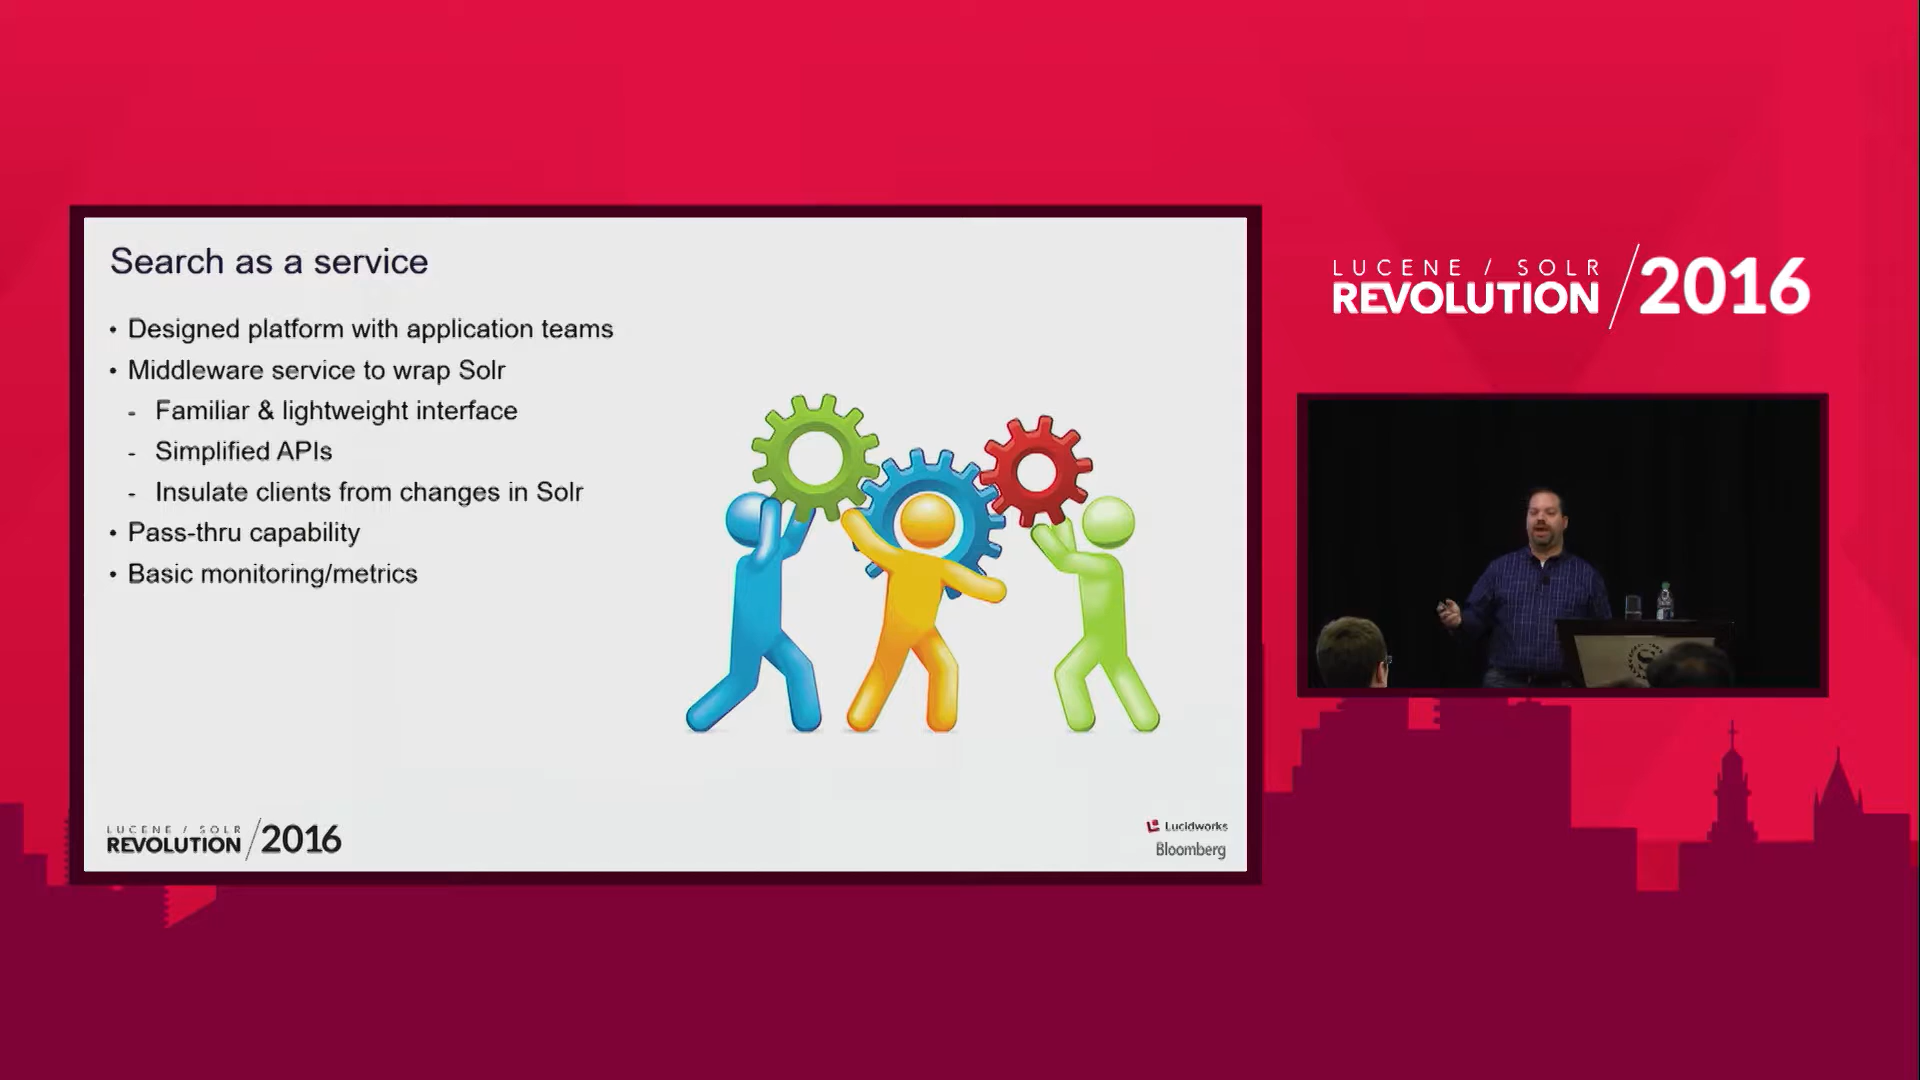 Search as a service
• Designed platform with application teams
• Middleware service to wrap Solr
- Familiar & lightweight interface
- Simplified APIs
- Insulate clients from changes in Solr
• Pass-thru capability
• Basic monitoring/metrics
LUCENE / SOLR
REVOLUTION /2016
Lucidworks
Bloomberg
LUCENE / SOLR
REVOLUTION /2016